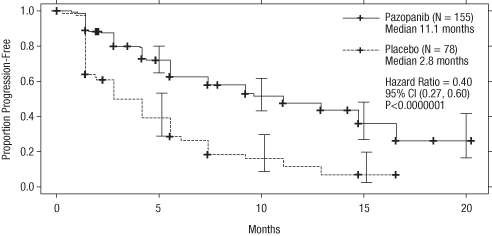 1.0
0.8
0.6
0.4
0.2
0.0
Proportion Progression-Free
Pazopanib (N = 155)
Median 11.1 months
Placebo (N = 78)
Median 2.8 months
Hazard Ratio = 0.40
95% CI (0.27, 0.60)
P<0.0000001
0 5 10 15 20
Months